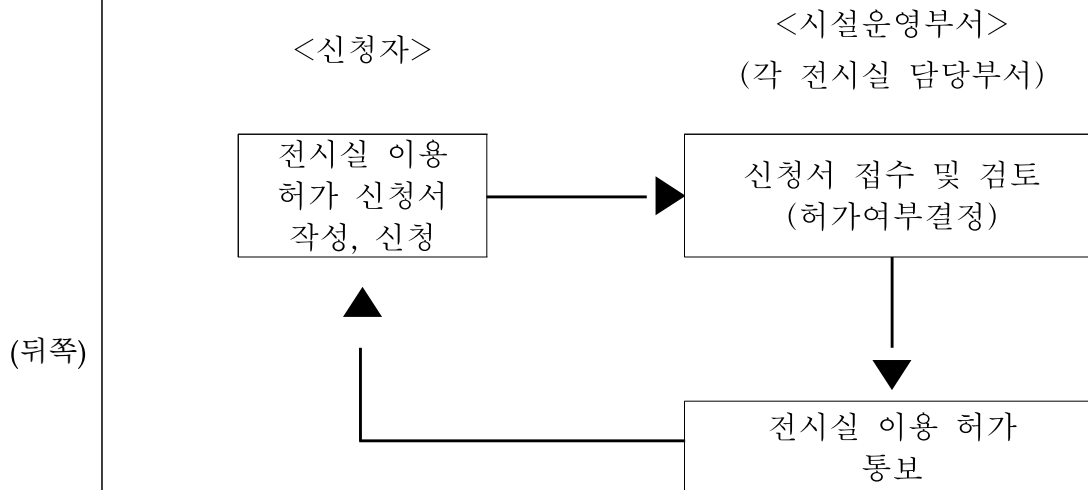 <신청자>
<시설운영부서>
(각 전시실 담당부서)
전시실 이용
허가 신청서
작성, 신청
신청서 접수 및 검토
(허가여부결정)
(뒤쪽)
전시실 이용 허가
통보